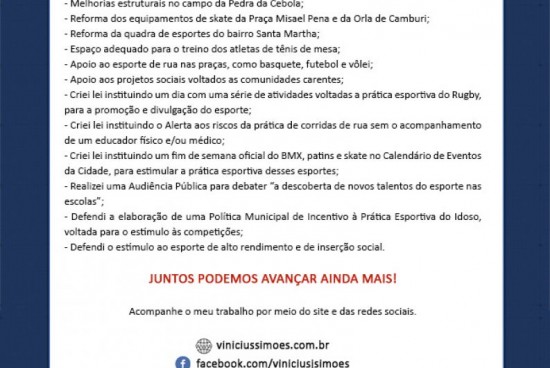 - Melhorias estruturais no campo da Pedra da Cebola;
- Reforma dos equipamentos de skate da Praça Misael Pena e da Orla de Camburi;
- Reforma da quadra de esportes do bairro Santa Martha;
- Espaço adequado para o treino dos atletas de tênis de mesa;
- Apoio ao esporte de rua nas praças, como basquete, futebol e vôlei;
- Apoio aos projetos sociais voltados as comunidades carentes;
- Criei lei instituindo um dia com uma série de atividades voltadas a prática esportiva do Rugby,
para a promoção e divulgação do esporte;
- Criei lei instituindo o Alerta aos riscos da prática de corridas de rua sem o acompanhamento
de um educador físico e/ou médico;
- Criei lei instituindo um fim de semana oficial do BMX, patins e skate no Calendário de Eventos
da Cidade, para estimular a prática esportiva desses esportes;
- Realizei uma Audiência Pública para debater “a descoberta de novos talentos do esporte nas
escolas”;
- Defendi a elaboração de uma Política Municipal de Incentivo à Prática Esportiva do Idoso,
voltada para o estimulo às competições;
- Defendi o estimulo ao esporte de alto rendimento e de inserção social.
JUNTOS PODEMOS AVANÇAR AINDA MAIS!
Acompanhe o meu trabalho por meio do site e das redes sociais.
viniciussimoes.com.br
facebook.com/viniciusisimoes